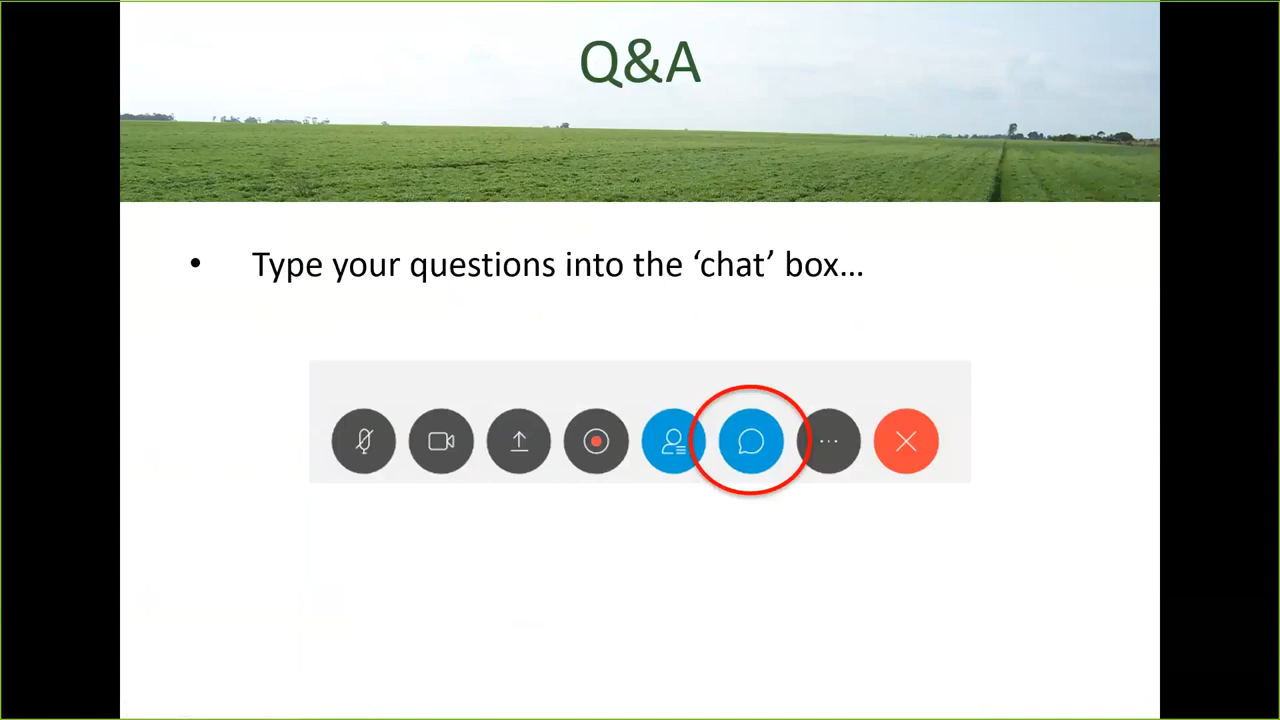 Q&A
• Type your questions into the ‘chat’ box…